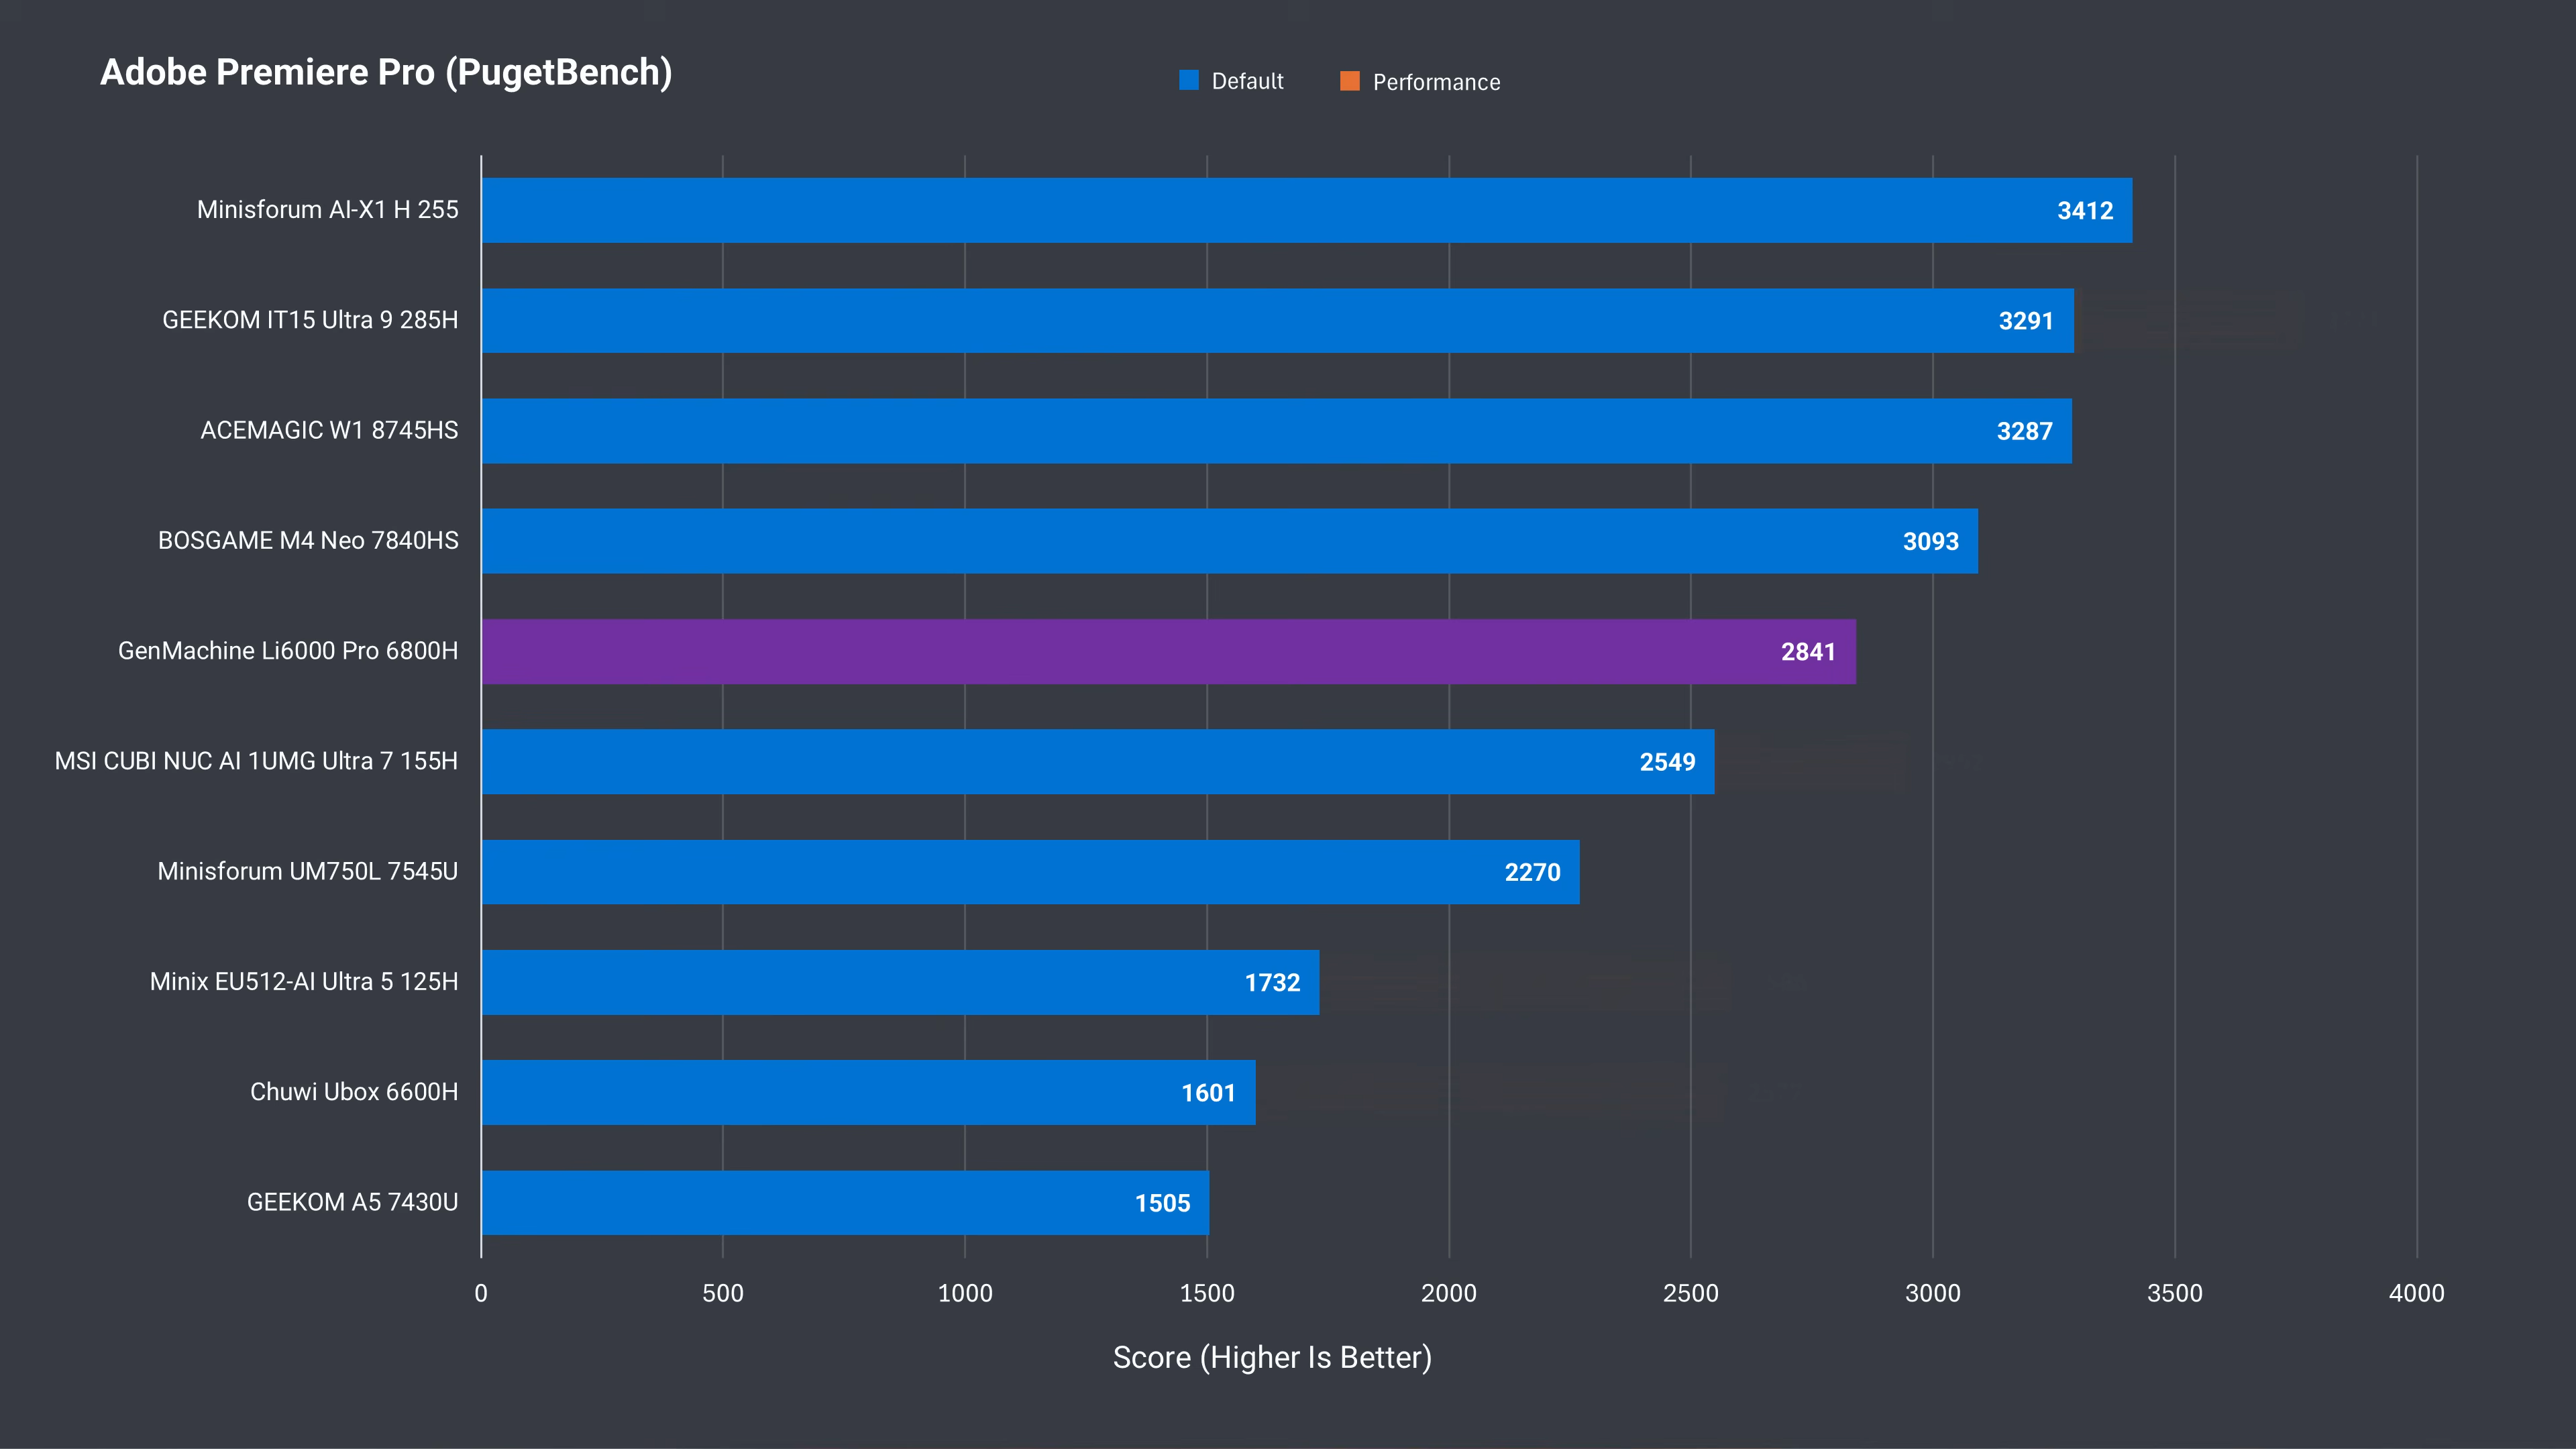 Adobe Premiere Pro (PugetBench)
Default
Performance
Minisforum AI-X1 H 255
3412
GEEKOM IT15 Ultra 9 285H
3291
ACEMAGIC W1 8745HS
3287
BOSGAME M4 Neo 7840HS
3093
GenMachine Li6000 Pro 6800H
2841
MSI CUBI NUC AI 1UMG Ultra 7 155H
2549
Minisforum UM750L 7545U
2270
Minix EU512-AI Ultra 5 125H
1732
Chuwi Ubox 6600H
1601
GEEKOM A5 7430U
1505
0 500 1000 1500 2000 2500 3000 3500 4000
Score (Higher Is Better)